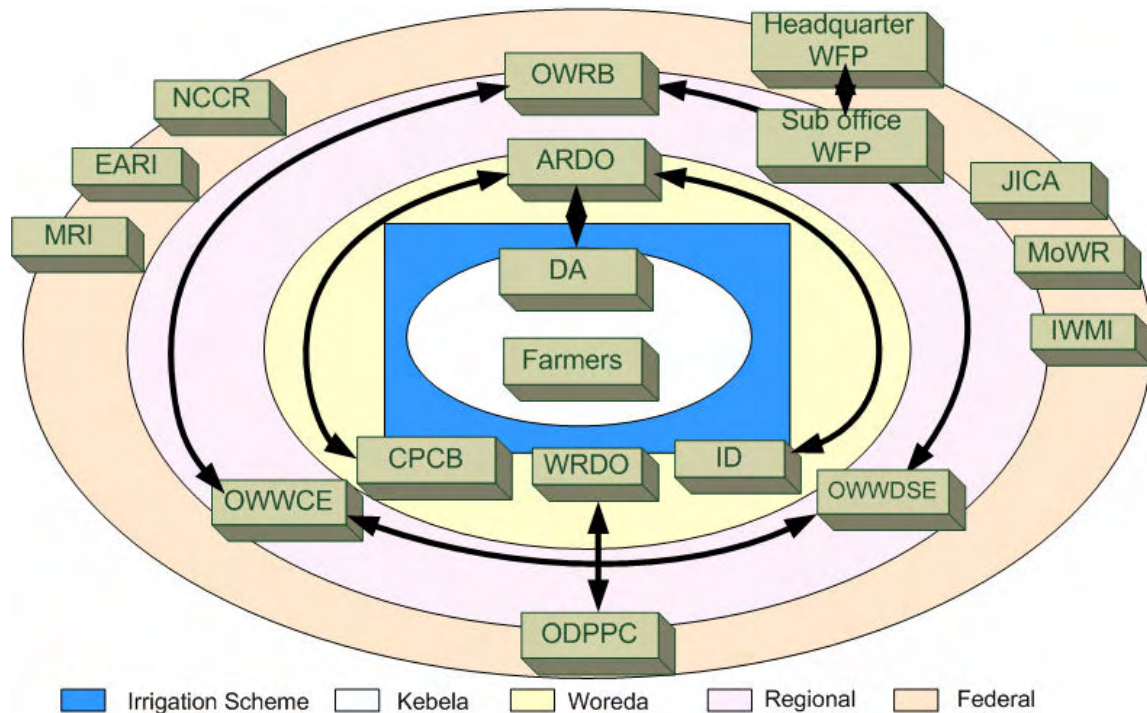 Headquarter
WFP
OWRB
NCCR
Sub office
WFP
EARI
ARDO
JICA
MRI
DA
MoWR
IWMI
Farmers
CPCB
WRDO
ID
OWWCE
OWWDSE
ODPPC
Irrigation Scheme
Kebela
Woreda
Regional
Federal